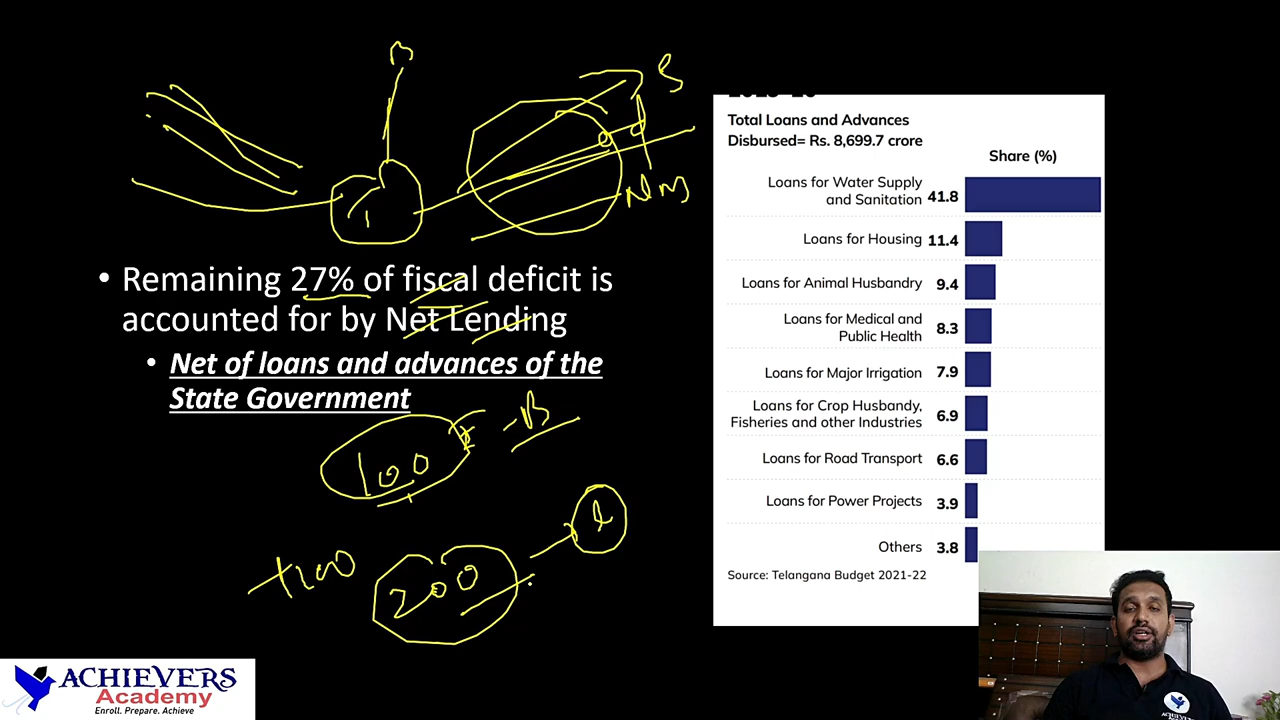 • Remaining 27% of fiscal deficit is
accounted for by Net Lending
• Net of loans and advances of the
State Government
100
-B
l
+100
200
B
S
Total Loans and Advances
Disbursed= Rs. 8,699.7 crore
Share (%)
Loans for Water Supply
and Sanitation 41.8
Loans for Housing 11.4
Loans for Animal Husbandry 9.4
Loans for Medical and
Public Health 8.3
Loans for Major Irrigation 7.9
Loans for Crop Husbandy,
Fisheries and other Industries 6.9
Loans for Road Transport 6.6
Loans for Power Projects 3.9
Others 3.8
Source: Telangana Budget 2021-22
ACHIEVERS
Academy
Enroll. Prepare. Achieve